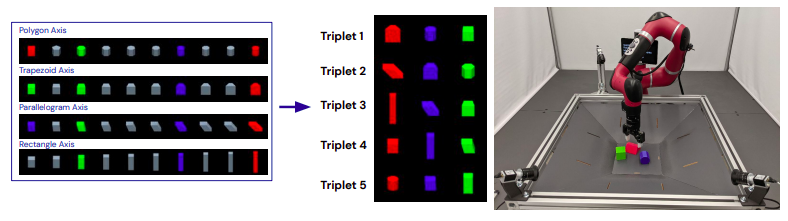 Polygon Axis
Trapezoid Axis
Parallelogram Axis
Rectangle Axis
Triplet 1
Triplet 2
Triplet 3
Triplet 4
Triplet 5